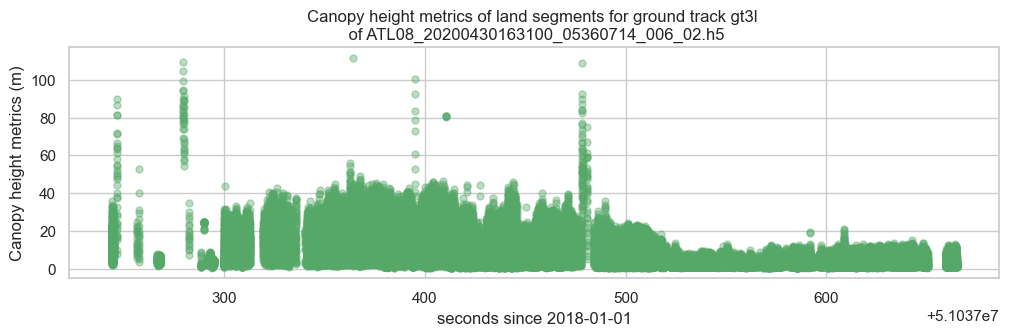 Canopy height metrics of land segments for ground track gt3l
of ATL08_20200430163100_05360714_006_02.h5
Canopy height metrics (m)
100
80
60
40
20
0
300
400
500
600
+5.1037e7
seconds since 2018-01-01